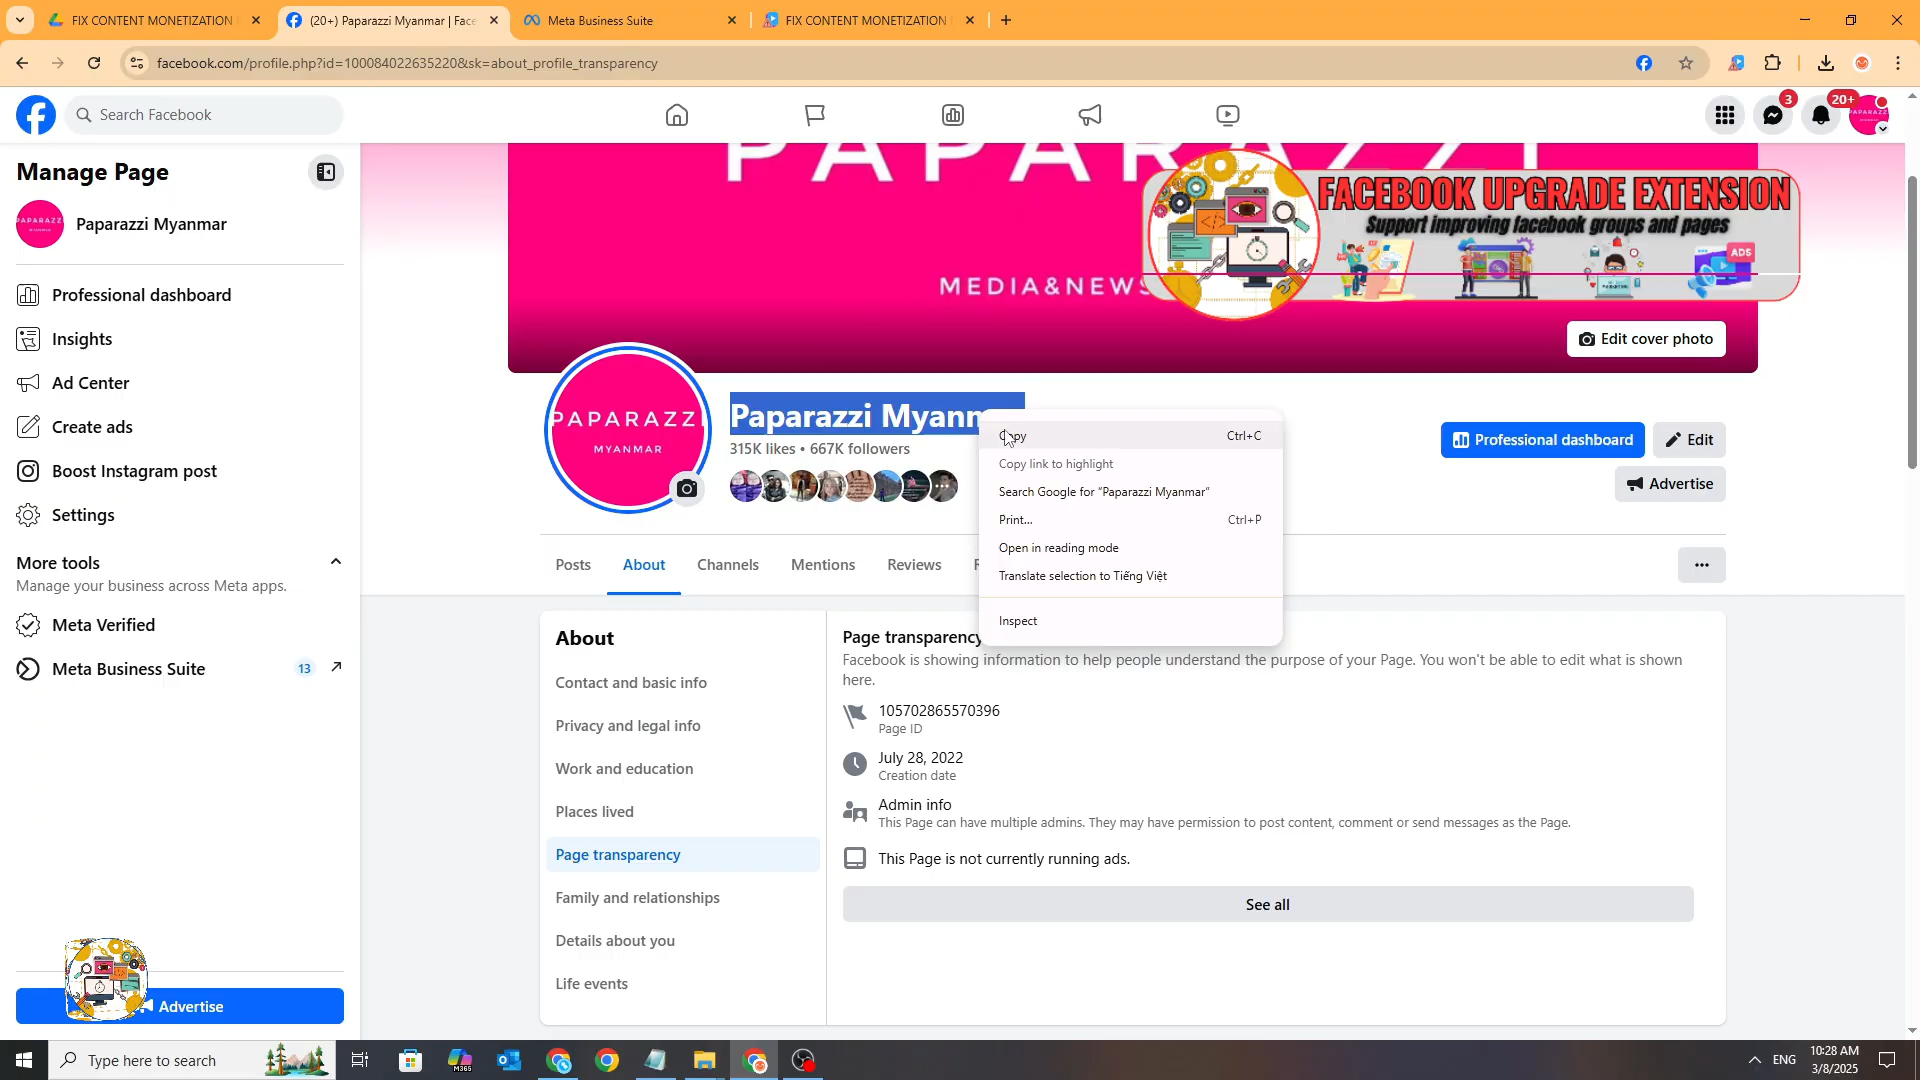 FIX CONTENT MONETIZATION
(20+) Paparazzi Myanmar | Face
Meta Business Suite
FIX CONTENT MONETIZATION
facebook.com/profile.php?id=100084022635220&sk=about_profile_transparency
Search Facebook
3
20+
Manage Page
Paparazzi Myanmar
Professional dashboard
Insights
Ad Center
Create ads
Boost Instagram post
Settings
More tools
Manage your business across Meta apps.
Meta Verified
Meta Business Suite
13
Advertise
PAPARAZZI
MEDIA&NEWS
FACEBOOK UPGRADE EXTENSION
Support improving facebook groups and pages
ADS
Edit cover photo
PAPARAZZI
MYANMAR
Paparazzi Myanm
315K likes • 667K followers
Professional dashboard
Edit
Advertise
Copy Ctrl+C
Copy link to highlight
Search Google for “Paparazzi Myanmar”
Print... Ctrl+P
Open in reading mode
Translate selection to Tiếng Việt
Inspect
Posts
About
Channels
Mentions
Reviews
About
Contact and basic info
Privacy and legal info
Work and education
Places lived
Page transparency
Family and relationships
Details about you
Life events
Page transparency
Facebook is showing information to help people understand the purpose of your Page. You won't be able to edit what is shown
here.
105702865570396
Page ID
July 28, 2022
Creation date
Admin info
This Page can have multiple admins. They may have permission to post content, comment or send messages as the Page.
This Page is not currently running ads.
See all
Type here to search
M365
ENG
10:28 AM
3/8/2025